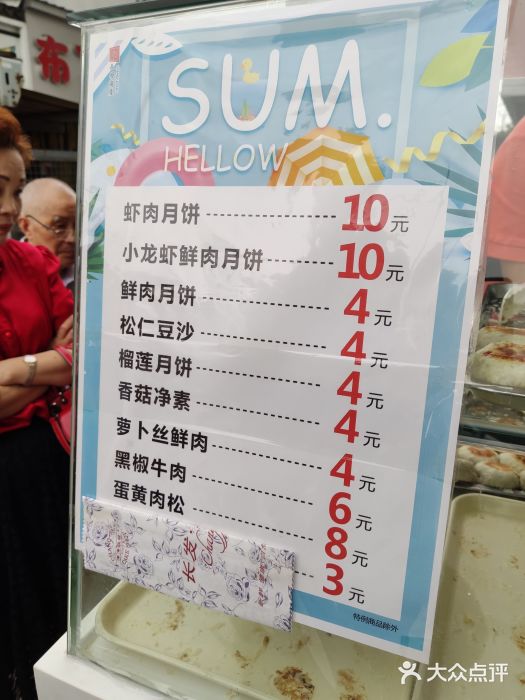 布
SUM.
HELLOW
虾肉月饼 10元
小龙虾鲜肉月饼 10元
鲜肉月饼 4元
松仁豆沙 4元
榴莲月饼 4元
香菇净素 4元
萝卜丝鲜肉 4元
黑椒牛肉 6元
蛋黄肉松 8元
3元
长发
特例商品除外
大众点评